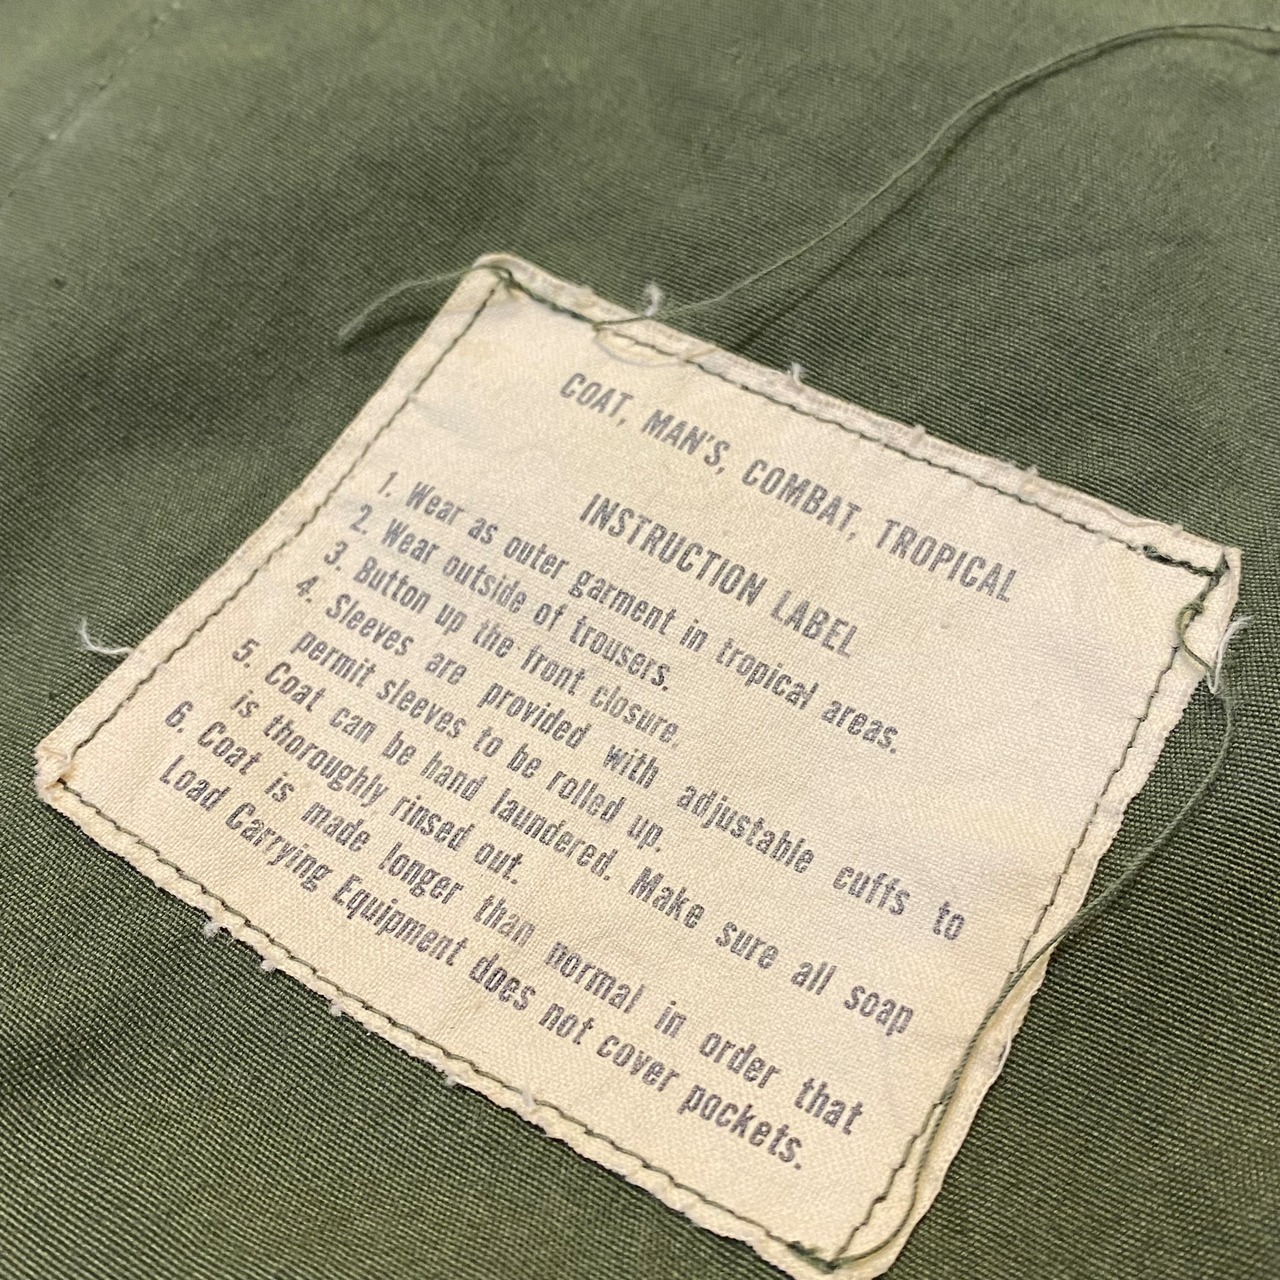 COAT, MAN'S, COMBAT, TROPICAL
INSTRUCTION LABEL
1. Wear as outer garment in tropical areas.
2. Wear outside of trousers.
3. Button up the front closure.
4. Sleeves are provided with adjustable cuffs to
permit sleeves to be rolled up.
5. Coat can be hand laundered. Make sure all soap
is thoroughly rinsed out.
6. Coat is made longer than normal in order that
Load Carrying Equipment does not cover pockets.